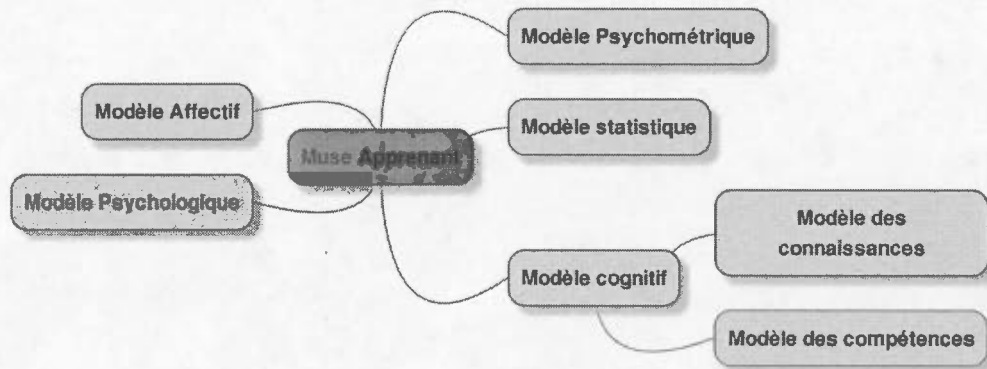 Modèle Psychométrique
Modèle Affectif
Modèle statistique
Muse Apprenant
Modèle Psychologique
Modèle des
connaissances
Modèle cognitif
Modèle des compétences